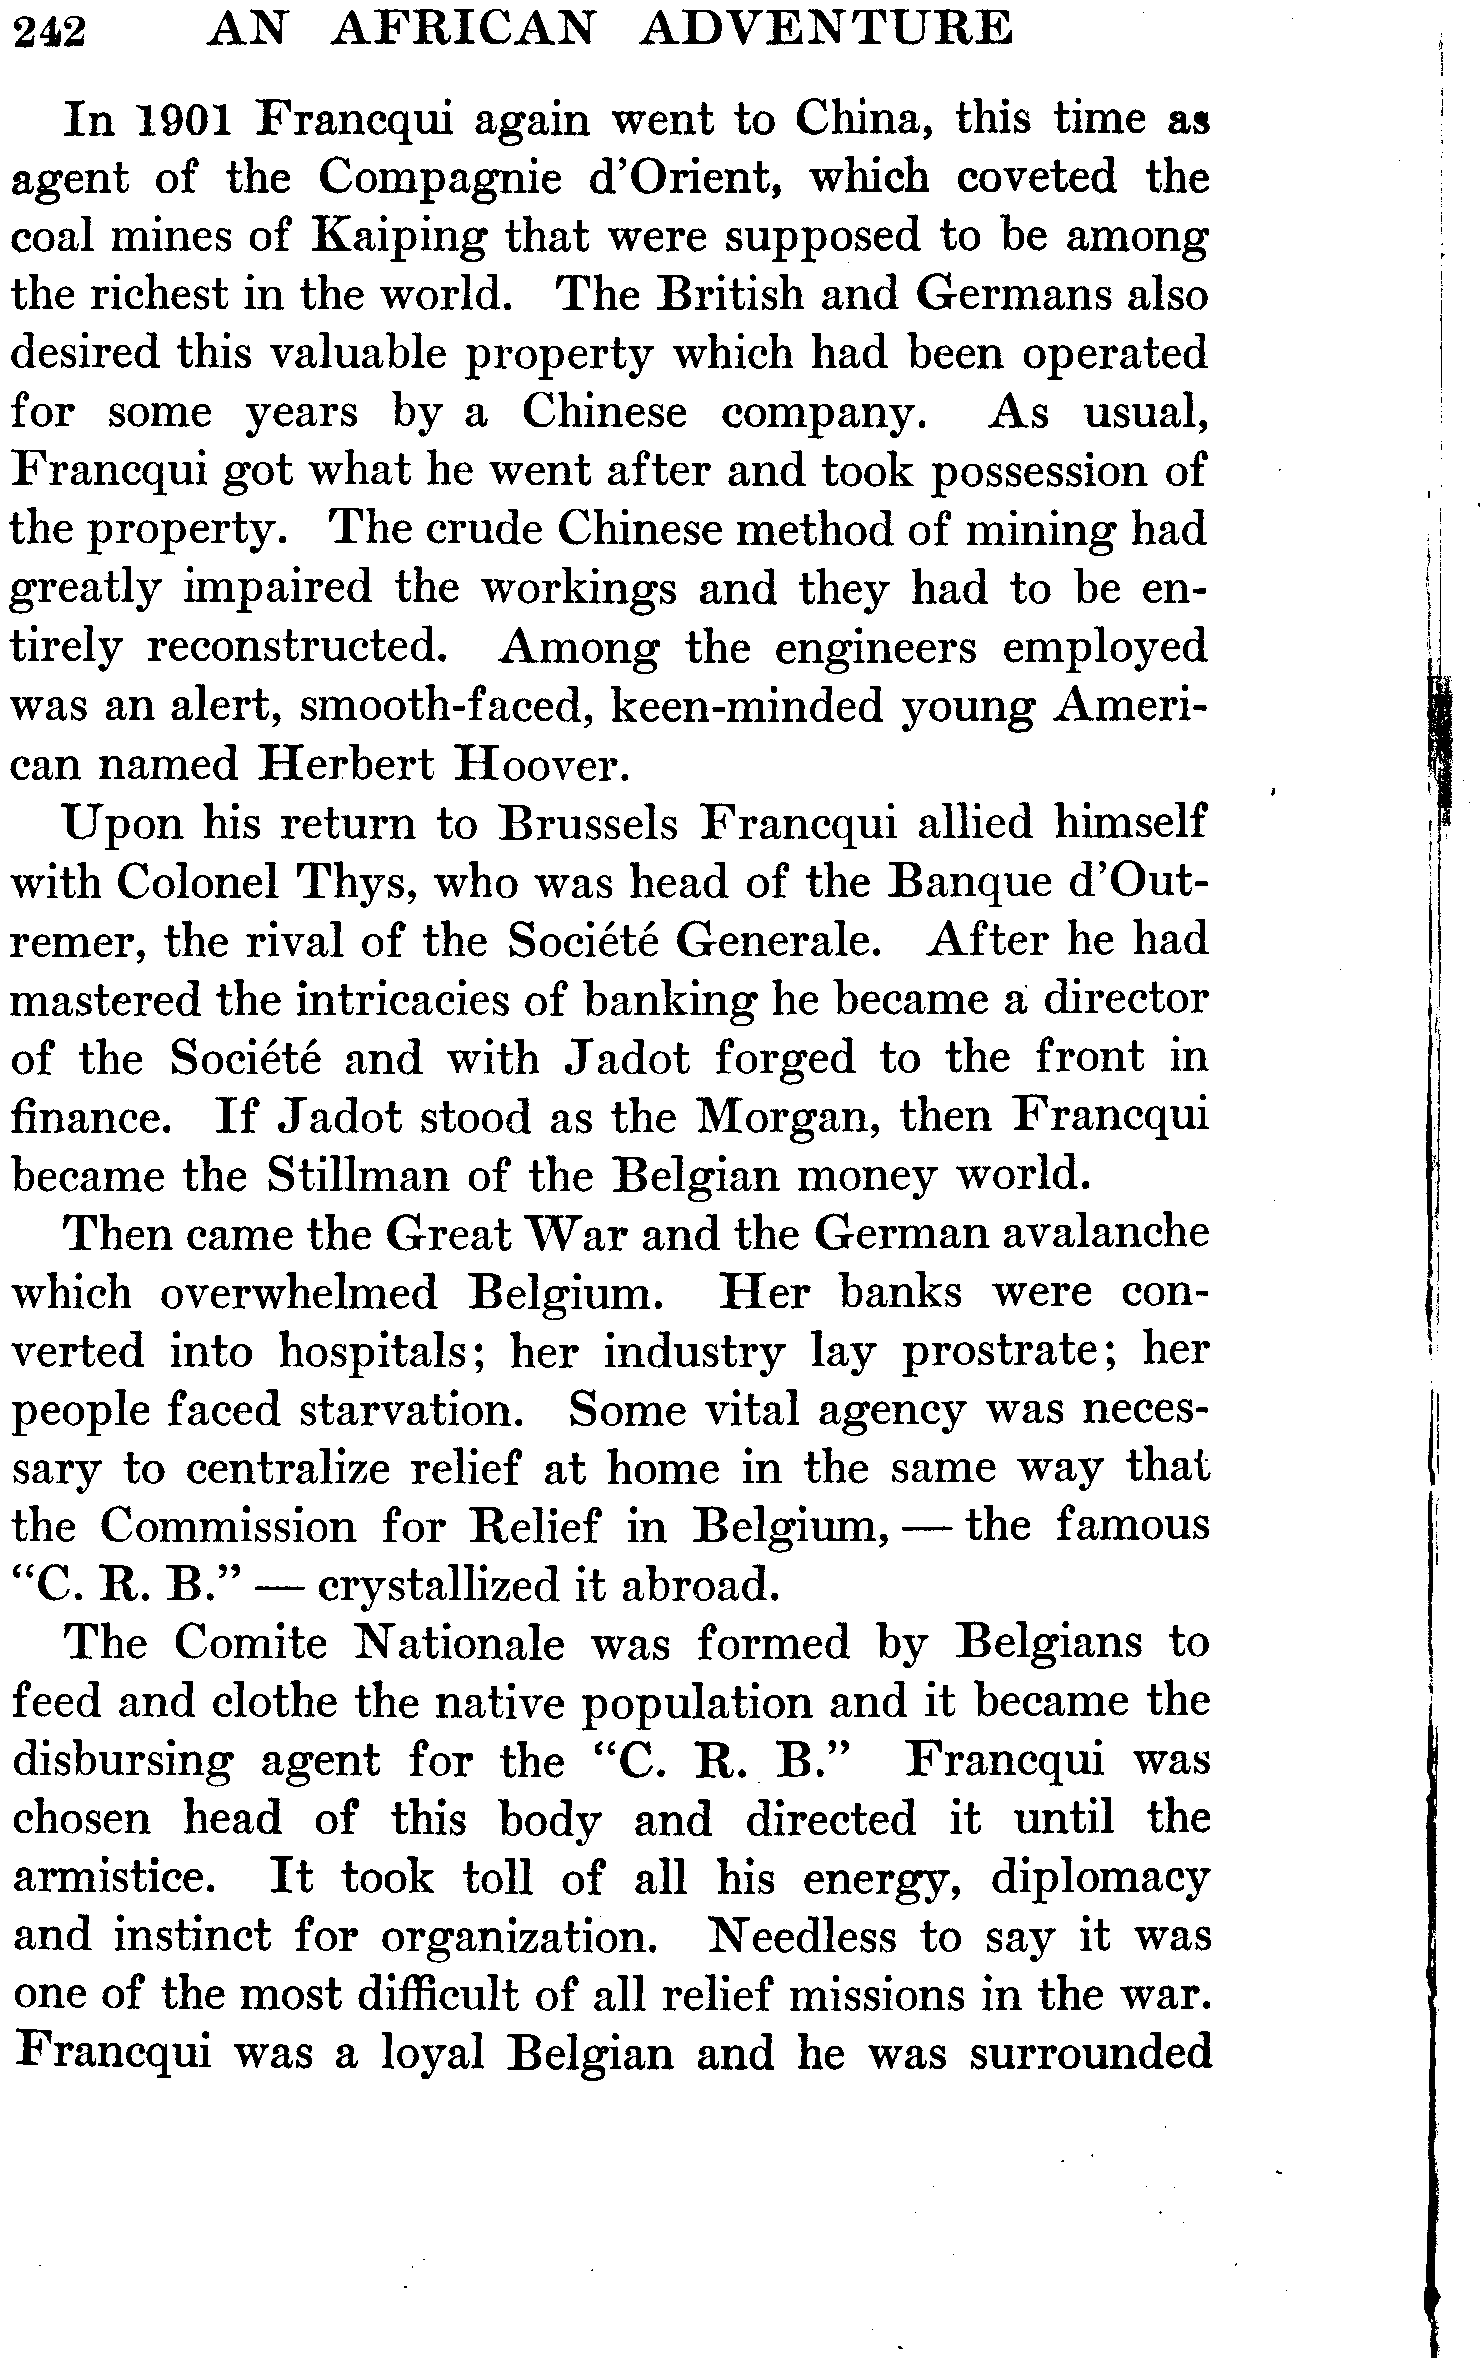 242 AN AFRICAN ADVENTURE
In 1901 Francqui again went to China, this time as
agent of the Compagnie d'Orient, which coveted the
coal mines of Kaiping that were supposed to be among
the richest in the world. The British and Germans also
desired this valuable property which had been operated
for some years by a Chinese company. As usual,
Francqui got what he went after and took possession of
the property. The crude Chinese method of mining had
greatly impaired the workings and they had to be en-
tirely reconstructed. Among the engineers employed
was an alert, smooth-faced, keen-minded young Ameri-
can named Herbert Hoover.
Upon his return to Brussels Francqui allied himself
with Colonel Thys, who was head of the Banque d'Out-
remer, the rival of the Société Generale. After he had
mastered the intricacies of banking he became a director
of the Société and with Jadot forged to the front in
finance. If Jadot stood as the Morgan, then Francqui
became the Stillman of the Belgian money world.
Then came the Great War and the German avalanche
which overwhelmed Belgium. Her banks were con-
verted into hospitals; her industry lay prostrate; her
people faced starvation. Some vital agency was neces-
sary to centralize relief at home in the same way that
the Commission for Relief in Belgium, — the famous
“C. R. B.” — crystallized it abroad.
The Comite Nationale was formed by Belgians to
feed and clothe the native population and it became the
disbursing agent for the “C. R. B.” Francqui was
chosen head of this body and directed it until the
armistice. It took toll of all his energy, diplomacy
and instinct for organization. Needless to say it was
one of the most difficult of all relief missions in the war.
Francqui was a loyal Belgian and he was surrounded